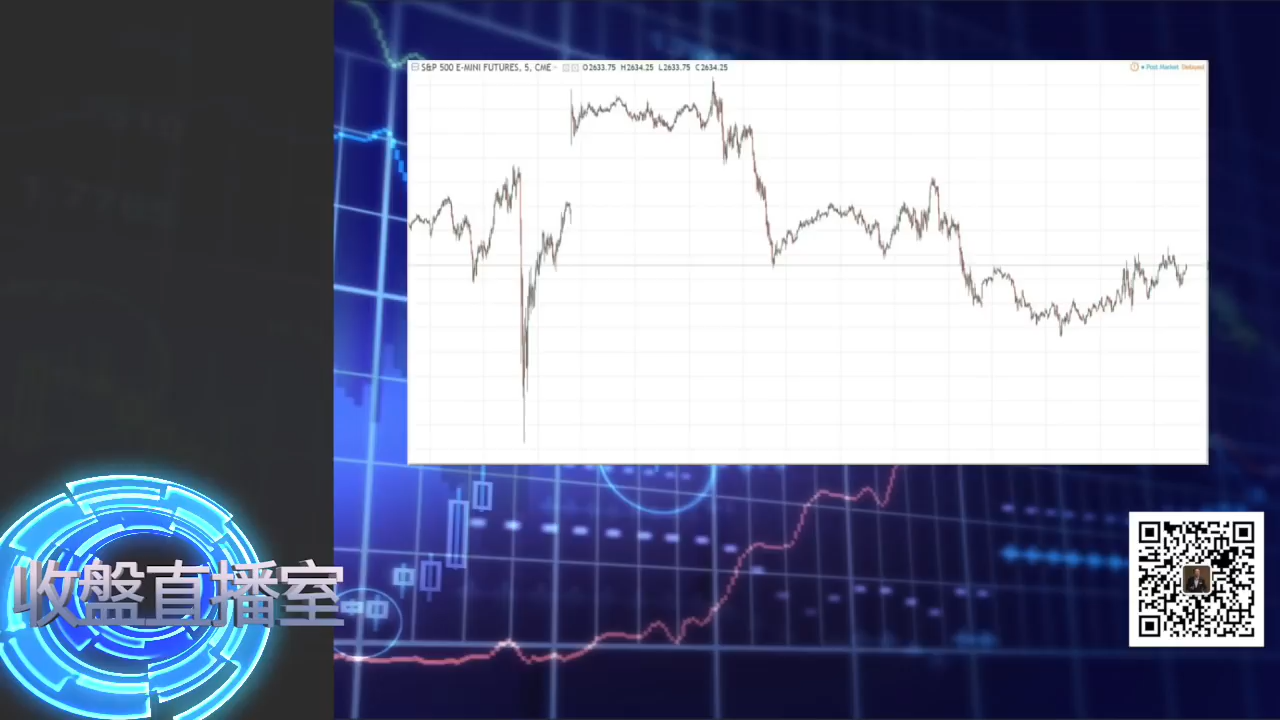 S&P 500 E-MINI FUTURES, 5, CME
O2633.75 H2634.25 L2633.75 C2634.25
Post Market Delayed
收盤直播室